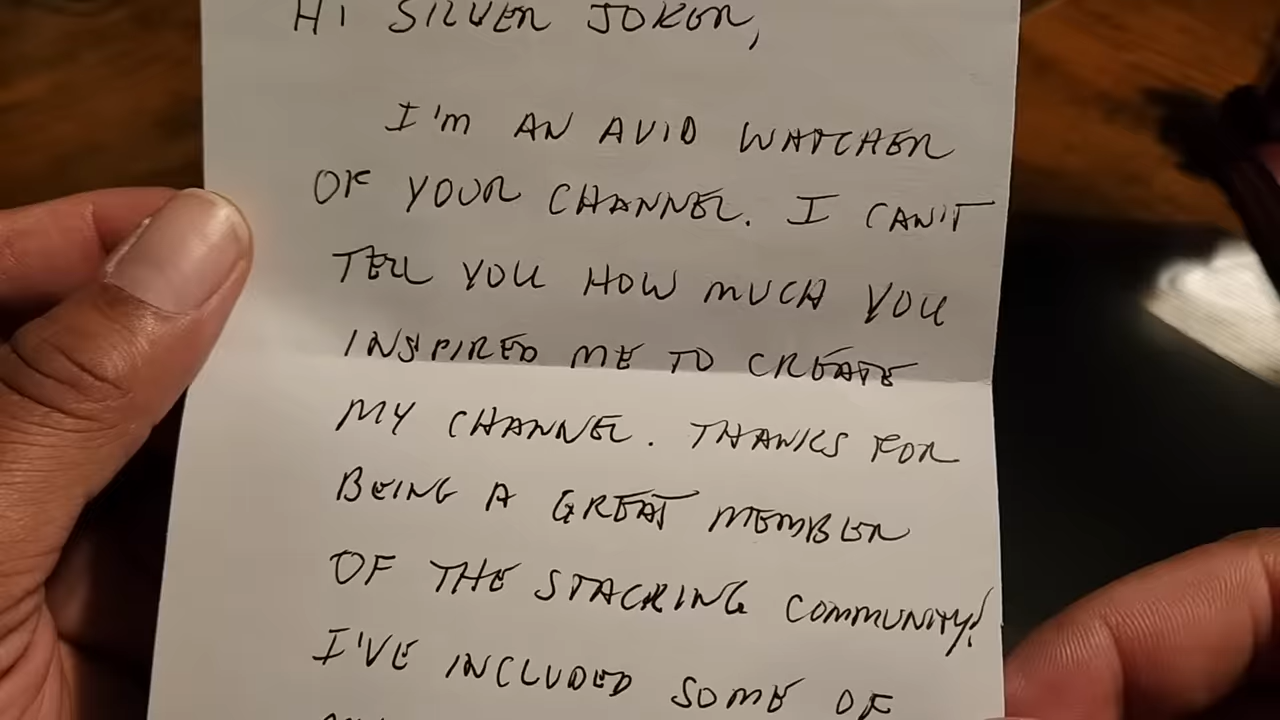 HI SILVER JOKER,
I'm AN AVID WATCHER
OF YOUR CHANNEL. I CAN'T
TELL YOU HOW MUCH YOU
INSPIRED ME TO CREATE
MY CHANNEL. THANKS FOR
BEING A GREAT MEMBER
OF THE STACKING COMMUNITY!
I'VE INCLUDED SOME OF